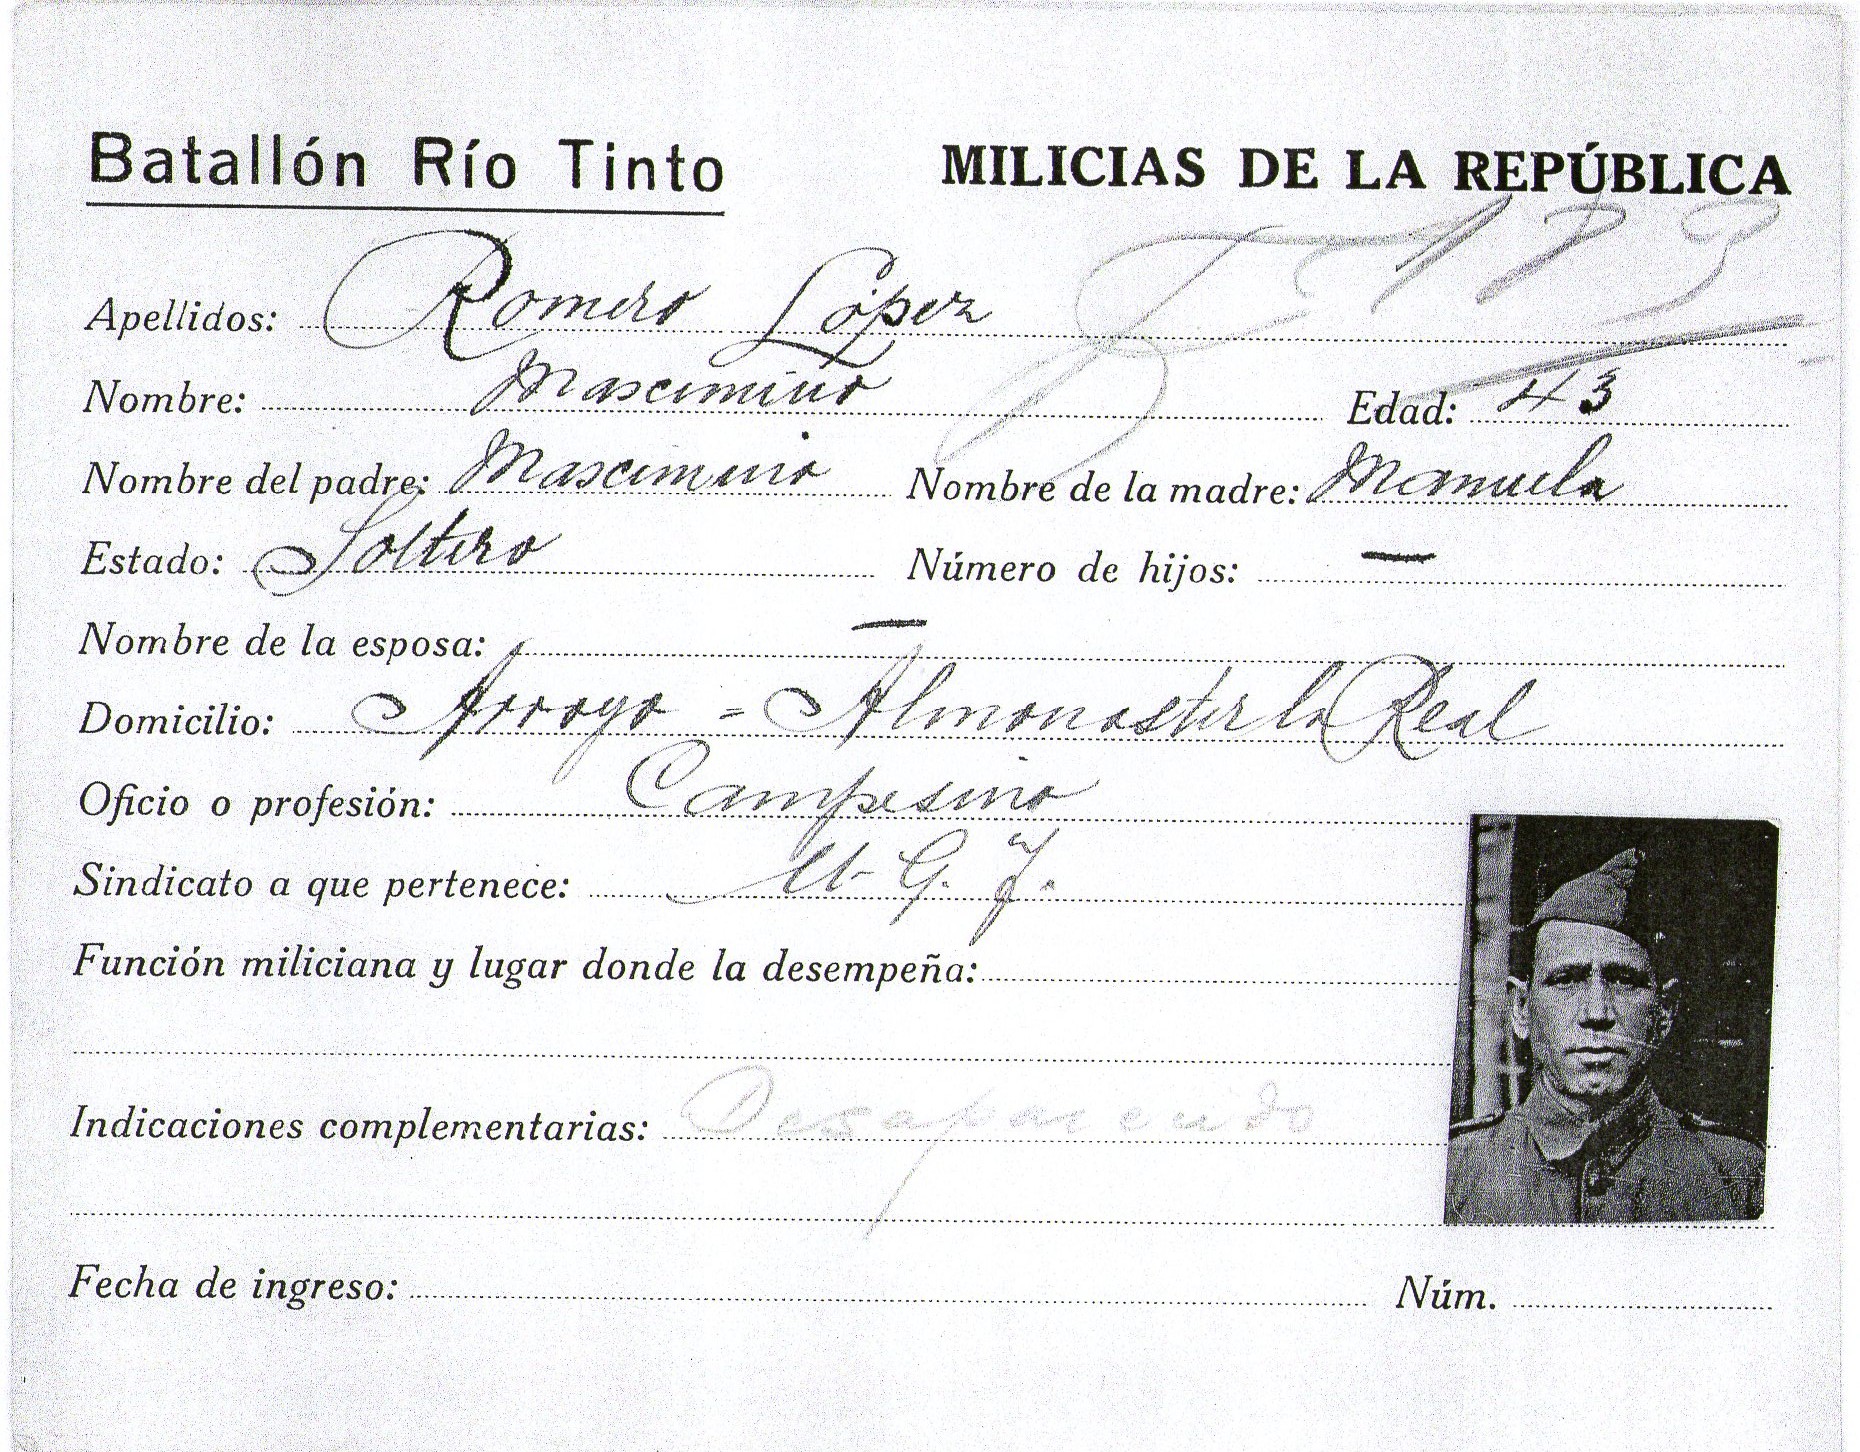 Batallón Río Tinto MILICIAS DE LA REPÚBLICA
Apellidos: Romero López
Nombre: Mascimino Edad: 43
Nombre del padre: Mascimino Nombre de la madre: Manuela
Estado: Soltero Número de hijos: —
Nombre de la esposa: —
Domicilio: Arroyo = Almonaster la Real
Oficio o profesión: Campesino
Sindicato a que pertenece: U.G.T.
Función miliciana y lugar donde la desempeña:
Indicaciones complementarias: Desaparecido
Fecha de ingreso: Núm.